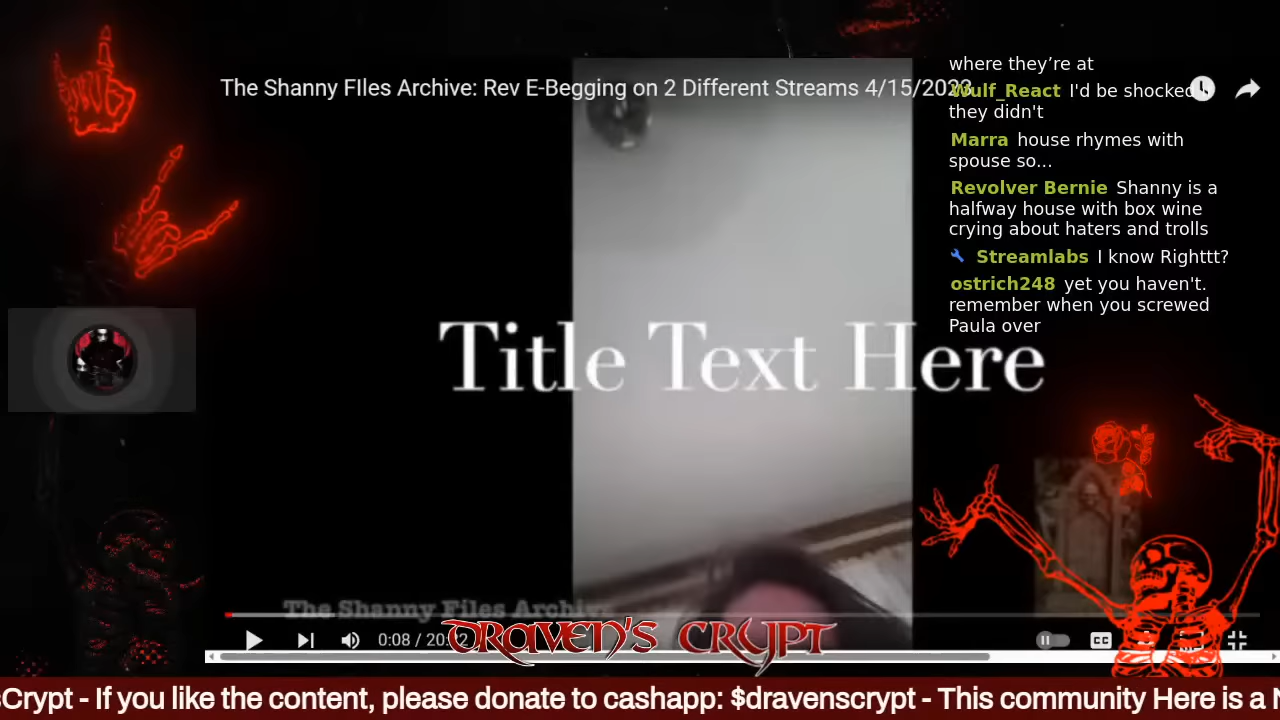 The Shanny FIles Archive: Rev E-Begging on 2 Different Streams 4/15/2023
where they're at
Wulf_React I'd be shocked
they didn't
Marra house rhymes with
spouse so...
Revolver Bernie Shanny is a
halfway house with box wine
crying about haters and trolls
Streamlabs I know Righttt?
ostrich248 yet you haven't.
remember when you screwed
Paula over
Title Text Here
The Shanny Files Archive
0:08 / 20:
CC
DRAVEN'S CRYPT
sCrypt - If you like the content, please donate to cashapp: $dravenscrypt - This community Here is a N